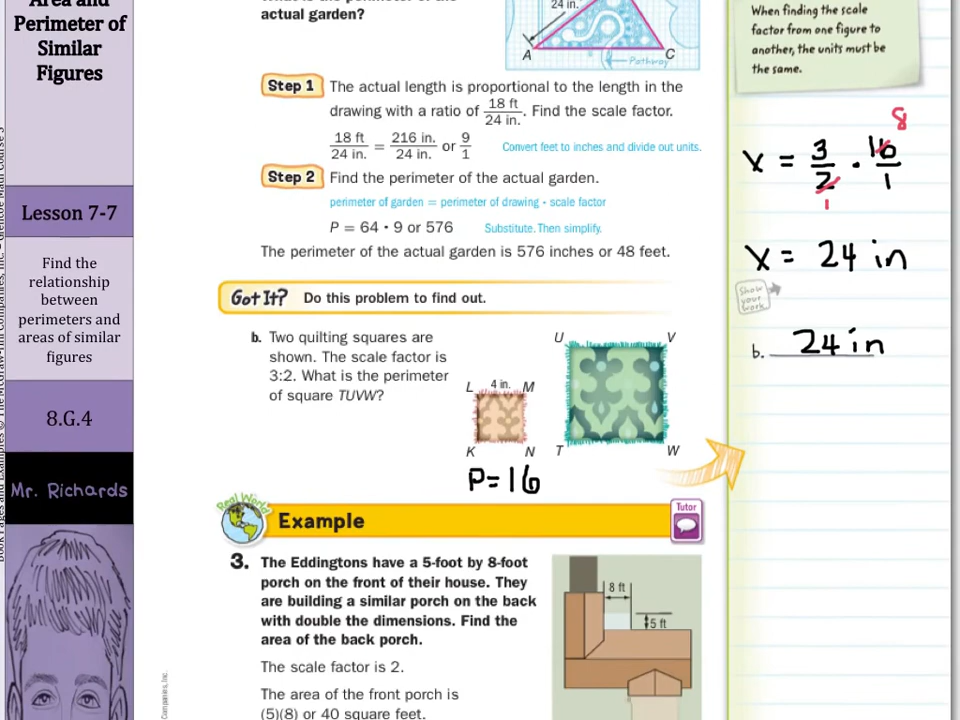 Area and
Perimeter of
Similar
Figures
Lesson 7-7
Find the
relationship
between
perimeters and
areas of similar
figures
8.G.4
Mr. Richards
actual garden?
24 in.
A
C
Pathway
Step 1 The actual length is proportional to the length in the
drawing with a ratio of 18 ft/24 in. Find the scale factor.
18 ft/24 in. = 216 in./24 in. or 9/1 Convert feet to inches and divide out units.
Step 2 Find the perimeter of the actual garden.
perimeter of garden = perimeter of drawing • scale factor
P = 64 • 9 or 576 Substitute. Then simplify.
The perimeter of the actual garden is 576 inches or 48 feet.
Got It? Do this problem to find out.
b. Two quilting squares are
shown. The scale factor is
3:2. What is the perimeter
of square TUVW?
U V
L 4 in. M
K N T W
P=16
Real World
Example
Tutor
3. The Eddingtons have a 5-foot by 8-foot
porch on the front of their house. They
are building a similar porch on the back
with double the dimensions. Find the
area of the back porch.
The scale factor is 2.
The area of the front porch is
(5)(8) or 40 square feet.
8 ft
5 ft
When finding the scale
factor from one figure to
another, the units must be
the same.
8
x = 3/2 · 16/1
1
x = 24 in
Show
your
work
b. 24 in
Companies, Inc.